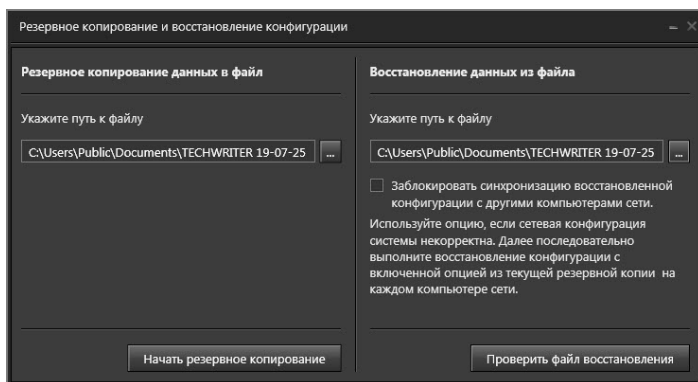 Резервное копирование и восстановление конфигурации
Резервное копирование данных в файл
Укажите путь к файлу
C:\Users\Public\Documents\TECHWRITER 19-07-25
...
Начать резервное копирование
Восстановление данных из файла
Укажите путь к файлу
C:\Users\Public\Documents\TECHWRITER 19-07-25
...
Заблокировать синхронизацию восстановленной
конфигурации с другими компьютерами сети.
Используйте опцию, если сетевая конфигурация
системы некорректна. Далее последовательно
выполните восстановление конфигурации с
включенной опцией из текущей резервной копии на
каждом компьютере сети.
Проверить файл восстановления